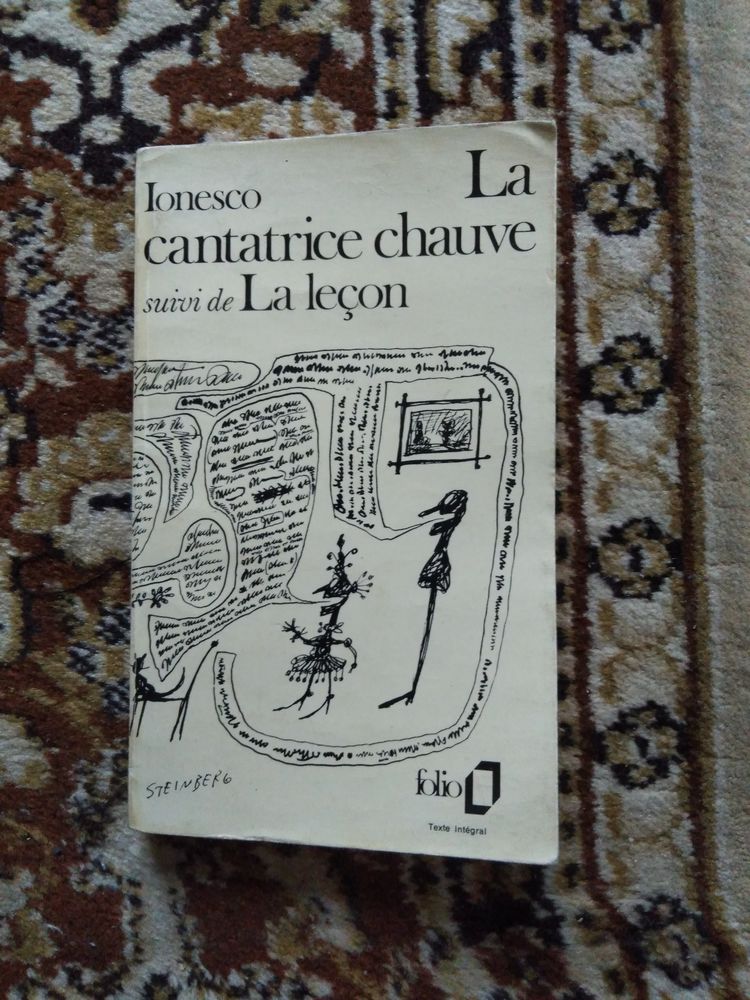 Ionesco La
cantatrice chauve
suivi de La leçon
STEINBERG
folio
Texte intégral